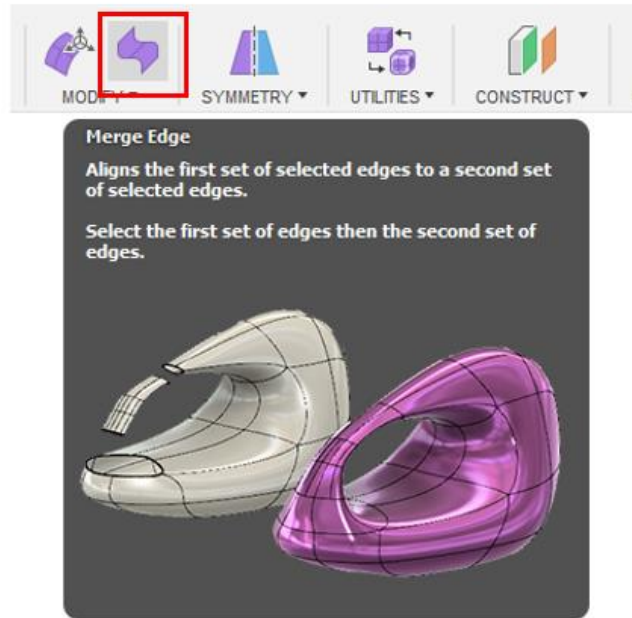 MODIFY ▾
SYMMETRY ▾
UTILITIES ▾
CONSTRUCT ▾
Merge Edge
Aligns the first set of selected edges to a second set
of selected edges.
Select the first set of edges then the second set of
edges.